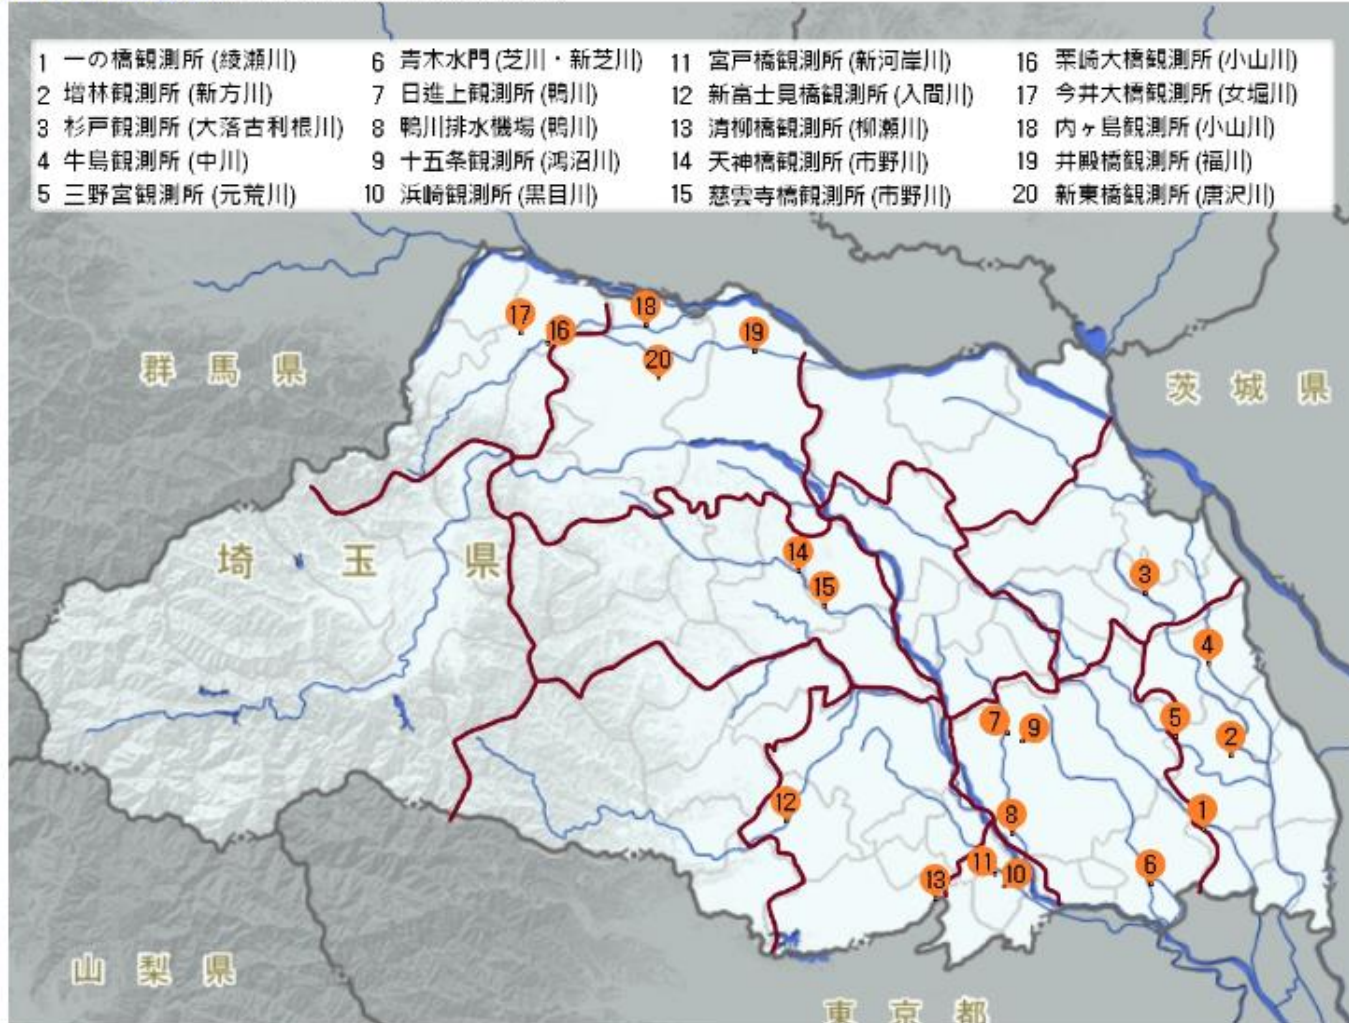 1 一の橋観測所 (綾瀬川)
2 増林観測所 (新方川)
3 杉戸観測所 (大落古利根川)
4 牛島観測所 (中川)
5 三野宮観測所 (元荒川)
6 青木水門 (芝川・新芝川)
7 日進上観測所 (鴨川)
8 鴨川排水機場 (鴨川)
9 十五条観測所 (鴻沼川)
10 浜崎観測所 (黒目川)
11 宮戸橋観測所 (新河岸川)
12 新富士見橋観測所 (入間川)
13 清柳橋観測所 (柳瀬川)
14 天神橋観測所 (市野川)
15 慈雲寺橋観測所 (市野川)
16 栗崎大橋観測所 (小山川)
17 今井大橋観測所 (女堀川)
18 内ヶ島観測所 (小山川)
19 井殿橋観測所 (福川)
20 新東橋観測所 (唐沢川)
17
16
18
19
20
群馬県
茨城県
埼玉県
14
15
3
4
5
2
7
9
12
8
1
11
10
6
13
山梨県
東京都